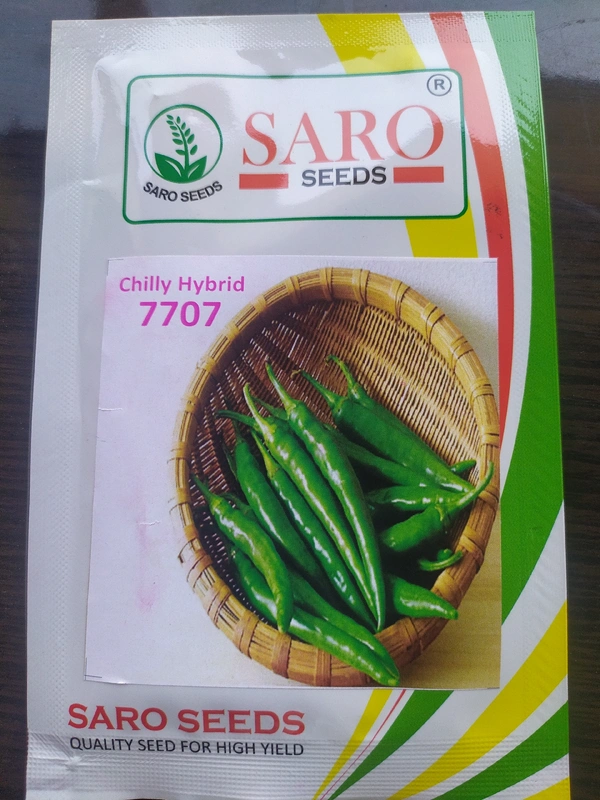 ®
SARO
SEEDS
SARO SEEDS
Chilly Hybrid
7707
SARO SEEDS
QUALITY SEED FOR HIGH YIELD